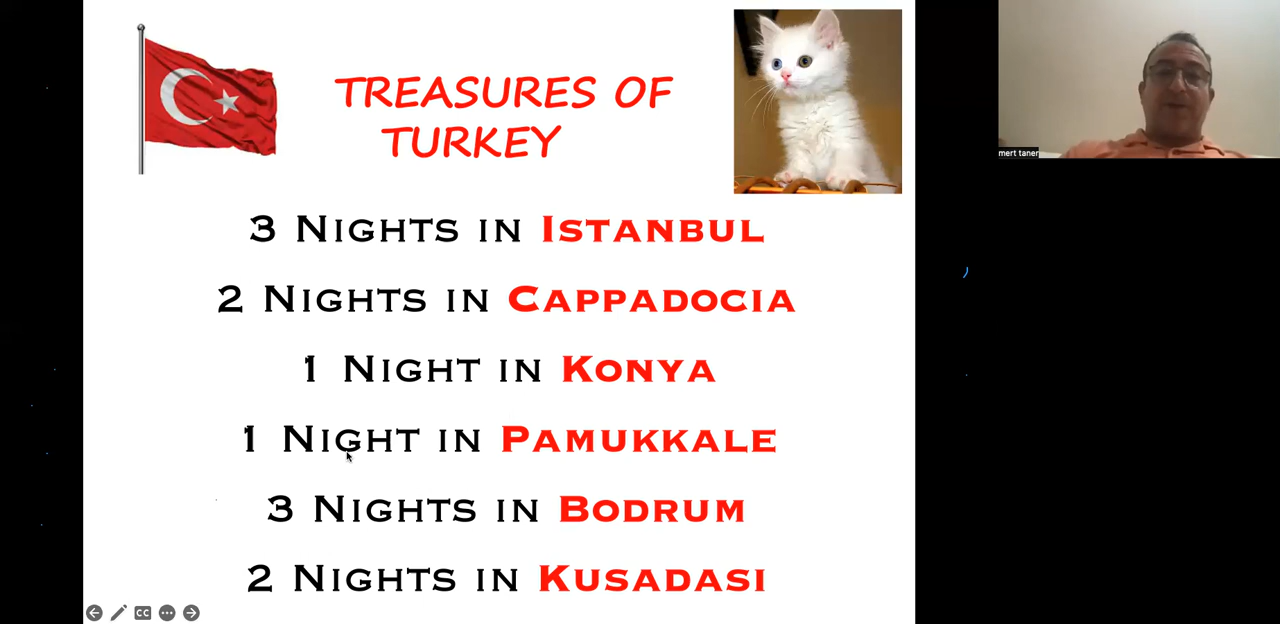 TREASURES OF
TURKEY
3 NIGHTS IN ISTANBUL
2 NIGHTS IN CAPPADOCIA
1 NIGHT IN KONYA
1 NIGHT IN PAMUKKALE
3 NIGHTS IN BODRUM
2 NIGHTS IN KUSADASI
mert taner
CC